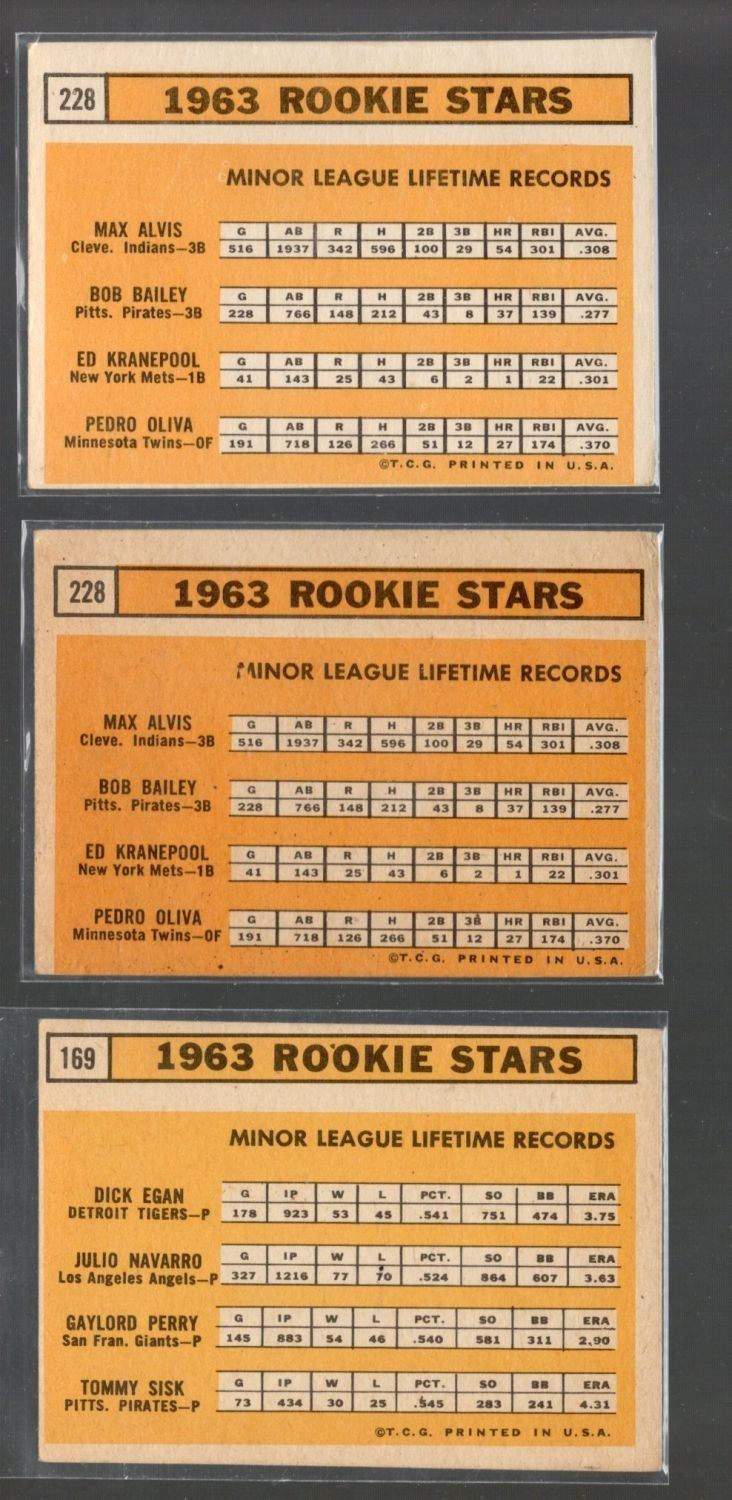 228 1963 ROOKIE STARS
MINOR LEAGUE LIFETIME RECORDS
MAX ALVIS G AB R H 2B 3B HR RBI AVG.
Cleve. Indians—3B 516 1937 342 596 100 29 54 301 .308
BOB BAILEY G AB R H 2B 3B HR RBI AVG.
Pitts. Pirates—3B 228 766 148 212 43 8 37 139 .277
ED KRANEPOOL G AB R H 2B 3B HR RBI AVG.
New York Mets—1B 41 143 25 43 6 2 1 22 .301
PEDRO OLIVA G AB R H 2B 3B HR RBI AVG.
Minnesota Twins—OF 191 718 126 266 51 12 27 174 .370
©T.C.G. PRINTED IN U.S.A.
228 1963 ROOKIE STARS
MINOR LEAGUE LIFETIME RECORDS
MAX ALVIS G AB R H 2B 3B HR RBI AVG.
Cleve. Indians—3B 516 1937 342 596 100 29 54 301 .308
BOB BAILEY G AB R H 2B 3B HR RBI AVG.
Pitts. Pirates—3B 228 766 148 212 43 8 37 139 .277
ED KRANEPOOL G AB R H 2B 3B HR RBI AVG.
New York Mets—1B 41 143 25 43 6 2 1 22 .301
PEDRO OLIVA G AB R H 2B 3B HR RBI AVG.
Minnesota Twins—OF 191 718 126 266 51 12 27 174 .370
©T.C.G. PRINTED IN U.S.A.
169 1963 ROOKIE STARS
MINOR LEAGUE LIFETIME RECORDS
DICK EGAN G IP W L PCT. SO BB ERA
DETROIT TIGERS—P 178 923 53 45 .541 751 474 3.75
JULIO NAVARRO G IP W L PCT. SO BB ERA
Los Angeles Angels—P 327 1216 77 70 .524 864 607 3.63
GAYLORD PERRY G IP W L PCT. SO BB ERA
San Fran. Giants—P 145 883 54 46 .540 581 311 2.90
TOMMY SISK G IP W L PCT. SO BB ERA
PITTS. PIRATES—P 73 434 30 25 .545 283 241 4.31
©T.C.G. PRINTED IN U.S.A.